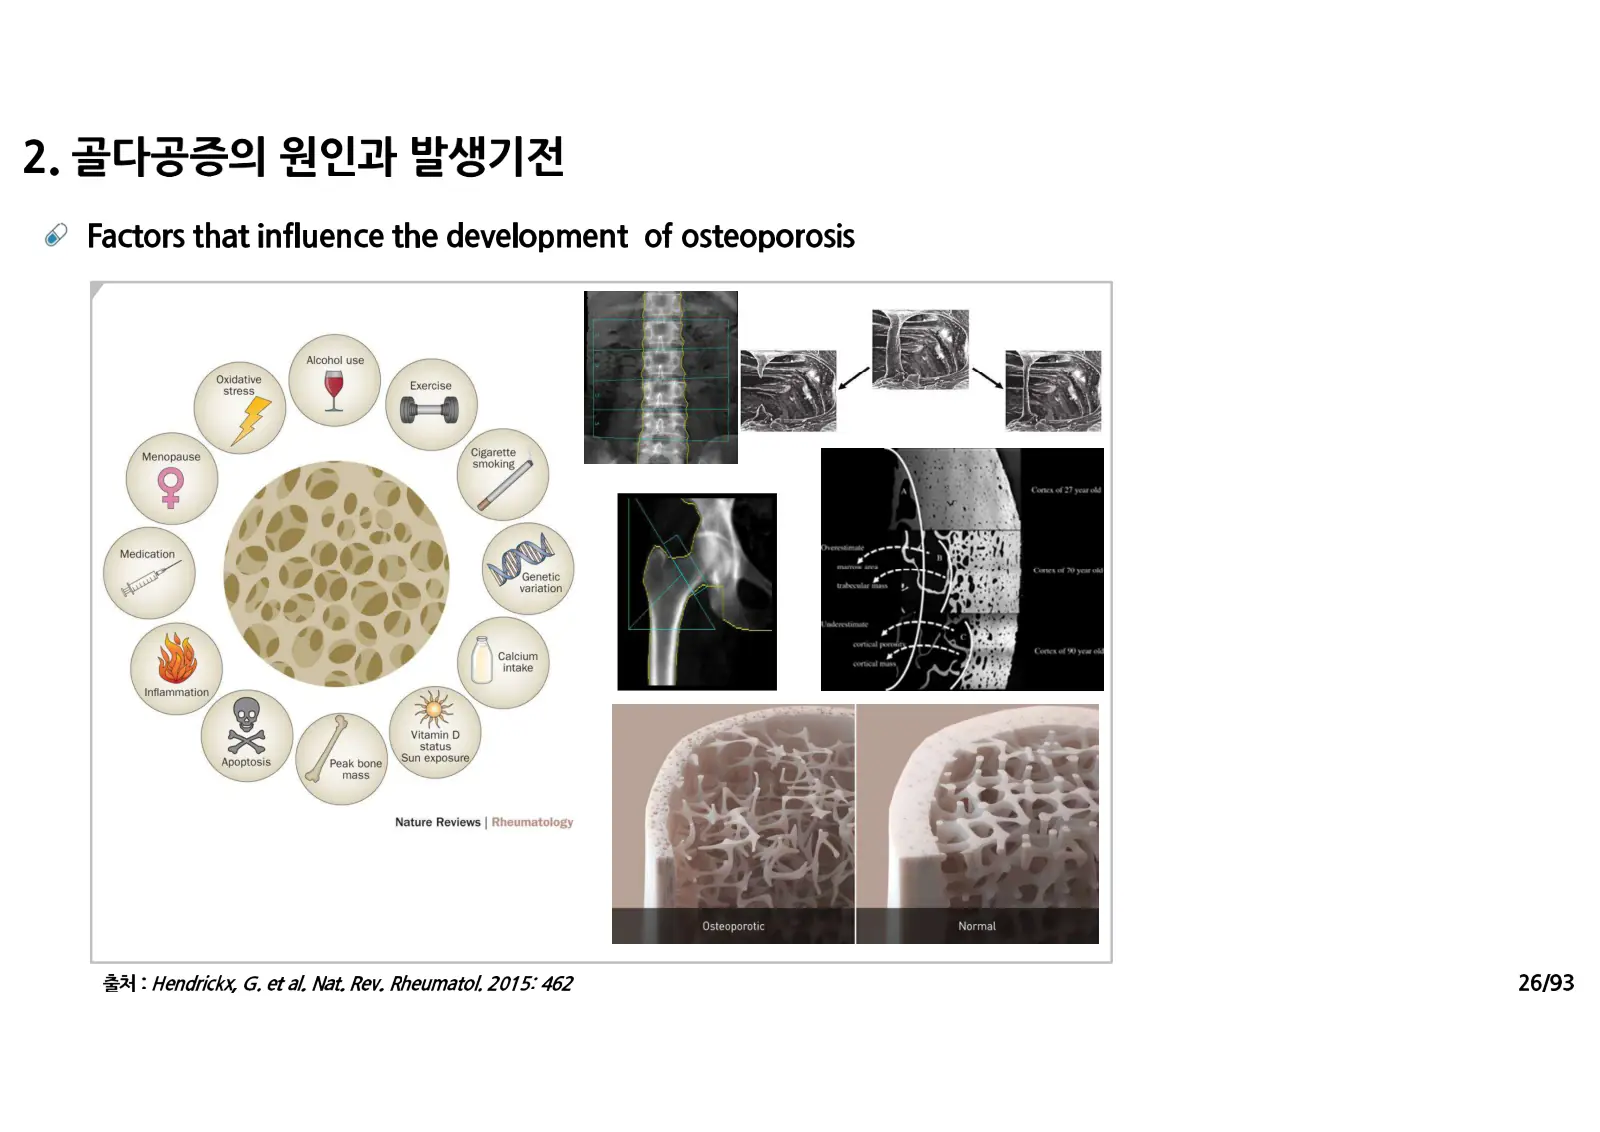 2. 골다공증의 원인과 발생기전
Factors that influence the development of osteoporosis
Alcohol use
Exercise
Cigarette
smoking
Genetic
variation
Calcium
intake
Vitamin D
status
Sun exposure
Peak bone
mass
Apoptosis
Inflammation
Medication
Menopause
Oxidative
stress
Nature Reviews | Rheumatology
A
Cortex of 27 year old
Overestimate
marrow area
trabecular mass
B
Cortex of 70 year old
Underestimate
cortical porosity
cortical mass
C
Cortex of 90 year old
Osteoporotic
Normal
출처 : Hendrickx, G. et al. Nat. Rev. Rheumatol. 2015: 462
26/93